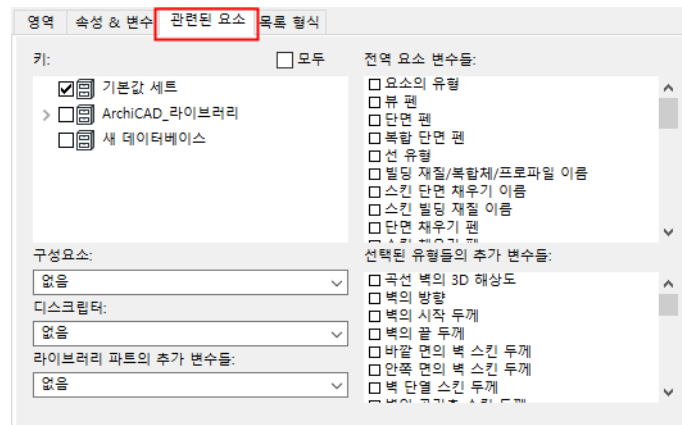 영역 속성 & 변수 관련된 요소 목록 형식
키: 모두
기본값 세트
ArchiCAD_라이브러리
새 데이터베이스
구성요소:
없음
디스크립터:
없음
라이브러리 파트의 추가 변수들:
없음
전역 요소 변수들:
요소의 유형
뷰 펜
단면 펜
복합 단면 펜
선 유형
빌딩 재질/복합체/프로파일 이름
스킨 단면 채우기 이름
스킨 빌딩 재질 이름
단면 채우기 펜
선택된 유형들의 추가 변수들:
곡선 벽의 3D 해상도
벽의 방향
벽의 시작 두께
벽의 끝 두께
바깥 면의 벽 스킨 두께
안쪽 면의 벽 스킨 두께
벽 단열 스킨 두께